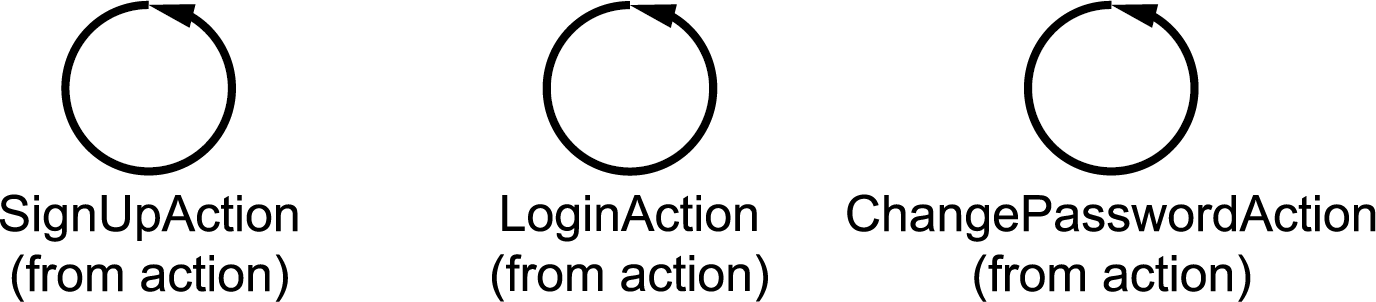 SignUpAction
(from action)
LoginAction
(from action)
ChangePasswordAction
(from action)